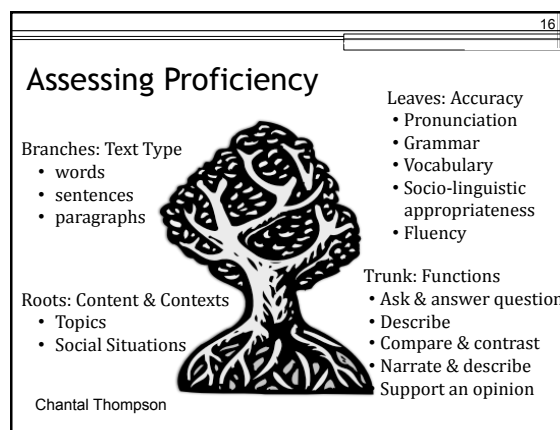 16
Assessing Proficiency
Branches: Text Type
• words
• sentences
• paragraphs
Leaves: Accuracy
• Pronunciation
• Grammar
• Vocabulary
• Socio-linguistic
appropriateness
• Fluency
Roots: Content & Contexts
• Topics
• Social Situations
Trunk: Functions
• Ask & answer question
• Describe
• Compare & contrast
• Narrate & describe
• Support an opinion
Chantal Thompson